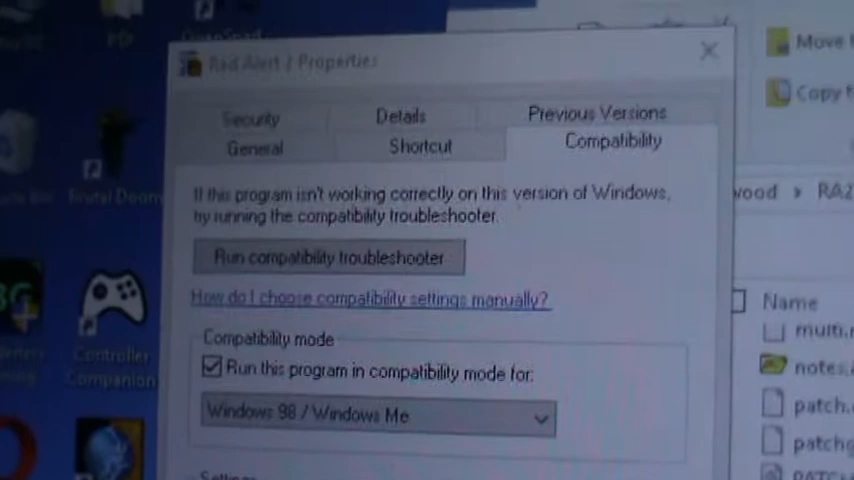 Red Alert 2 Properties
Security
Details
Previous Versions
General
Shortcut
Compatibility
If this program isn't working correctly on this version of Windows,
try running the compatibility troubleshooter.
Run compatibility troubleshooter
How do I choose compatibility settings manually?
Compatibility mode
Run this program in compatibility mode for:
Windows 98 / Windows Me
Settings
Brutal Doom
Controller
Companion
Move
Copy
wood › RA2
Name
multi.
notes.
patch.